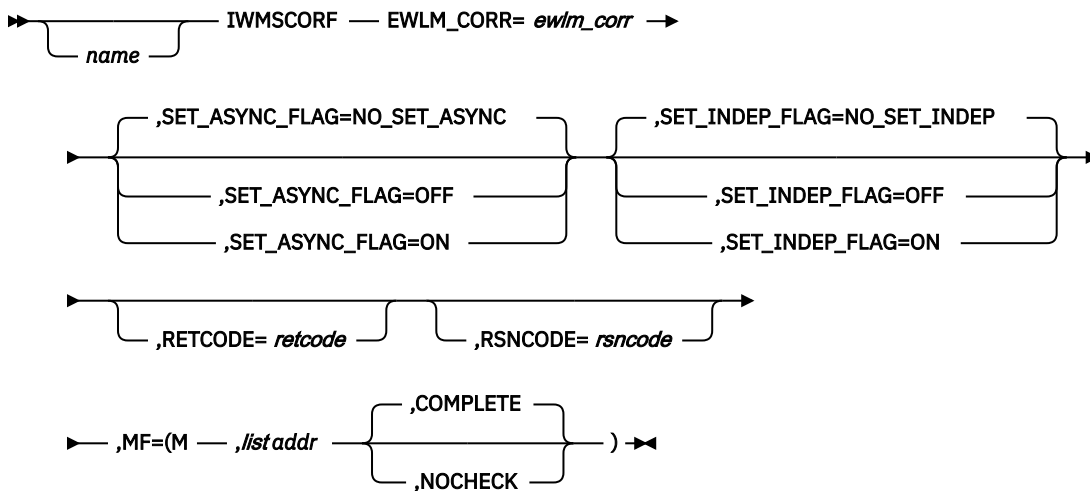 IWMSCORF EWLM_CORR= ewlm_corr
name
,SET_ASYNC_FLAG=NO_SET_ASYNC ,SET_INDEP_FLAG=NO_SET_INDEP
,SET_ASYNC_FLAG=OFF ,SET_INDEP_FLAG=OFF
,SET_ASYNC_FLAG=ON ,SET_INDEP_FLAG=ON
,RETCODE= retcode ,RSNCODE= rsncode
,COMPLETE
,MF=(M ,list addr )
,NOCHECK